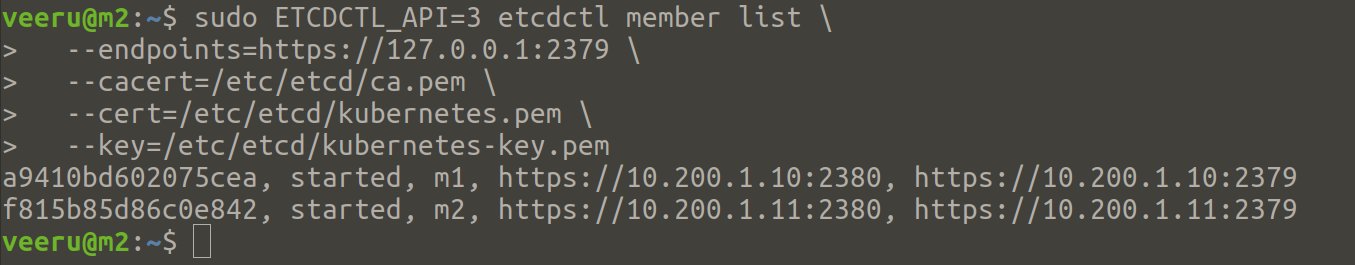 veeru@m2:~$ sudo ETCDCTL_API=3 etcdctl member list \
>   --endpoints=https://127.0.0.1:2379 \
>   --cacert=/etc/etcd/ca.pem \
>   --cert=/etc/etcd/kubernetes.pem \
>   --key=/etc/etcd/kubernetes-key.pem
a9410bd602075cea, started, m1, https://10.200.1.10:2380, https://10.200.1.10:2379
f815b85d86c0e842, started, m2, https://10.200.1.11:2380, https://10.200.1.11:2379
veeru@m2:~$